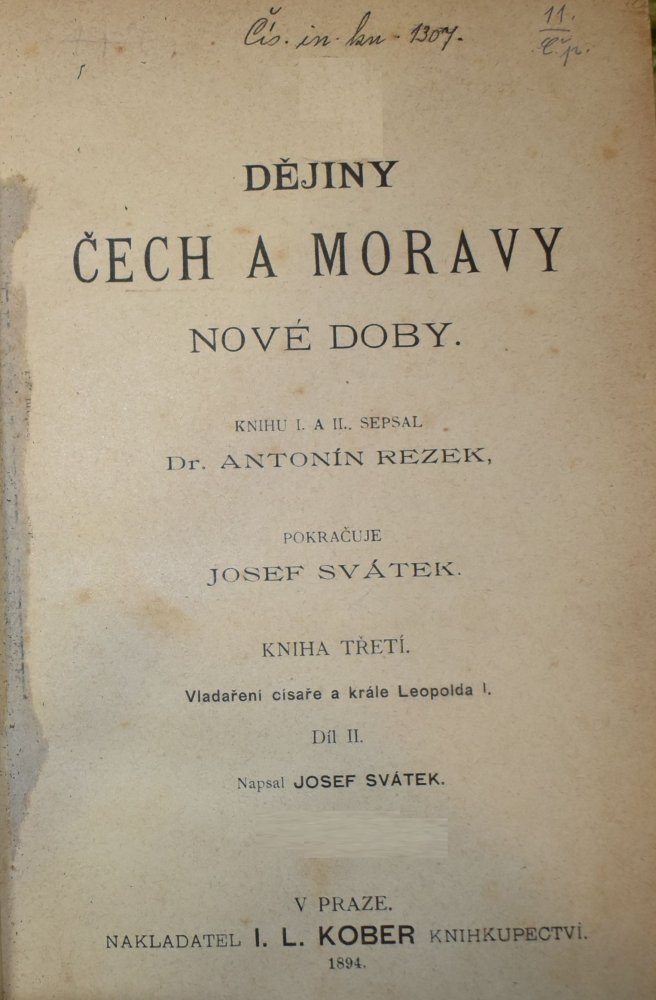 Čís. in. kn. 1307.
11.
č. p.
DĚJINY
ČECH A MORAVY
NOVÉ DOBY.
KNIHU I. A II.. SEPSAL
Dr. ANTONÍN REZEK,
POKRAČUJE
JOSEF SVÁTEK.
KNIHA TŘETÍ.
Vladaření císaře a krále Leopolda I.
Díl II.
Napsal JOSEF SVÁTEK.
V PRAZE.
NAKLADATEL I. L. KOBER KNIHKUPECTVÍ.
1894.